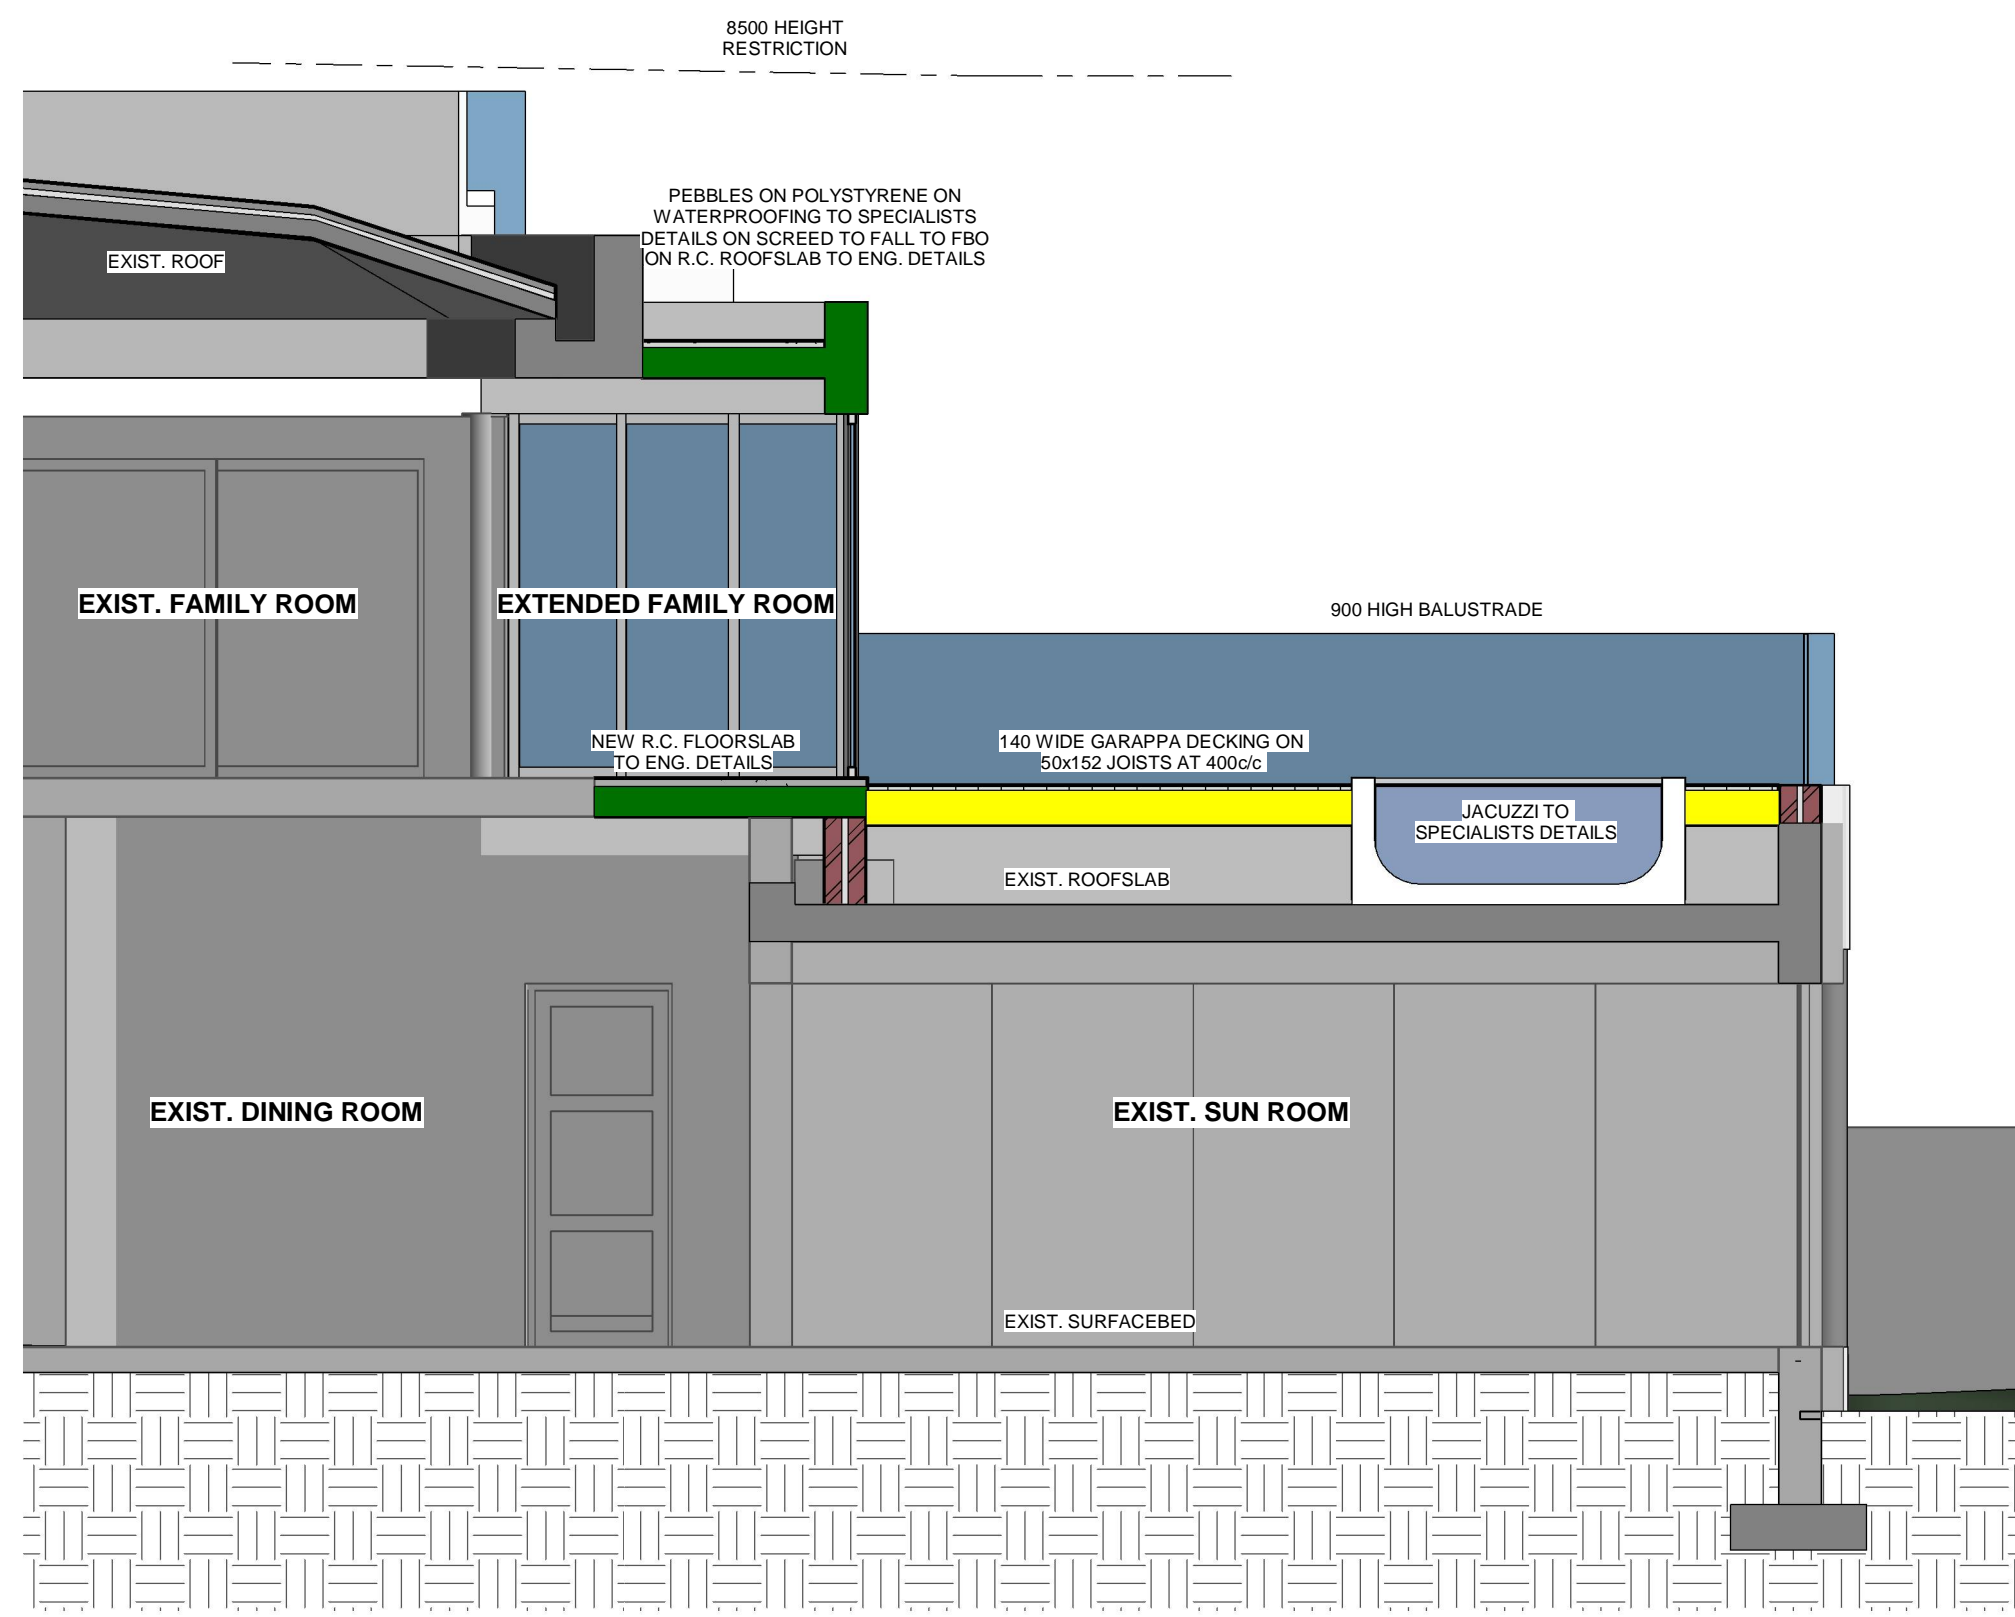 8500 HEIGHT
RESTRICTION
PEBBLES ON POLYSTYRENE ON
WATERPROOFING TO SPECIALISTS
DETAILS ON SCREED TO FALL TO FBO
ON R.C. ROOFSLAB TO ENG. DETAILS
EXIST. ROOF
EXIST. FAMILY ROOM
EXTENDED FAMILY ROOM
900 HIGH BALUSTRADE
NEW R.C. FLOORSLAB
TO ENG. DETAILS
140 WIDE GARAPPA DECKING ON
50x152 JOISTS AT 400c/c
JACUZZI TO
SPECIALISTS DETAILS
EXIST. ROOFSLAB
EXIST. DINING ROOM
EXIST. SUN ROOM
EXIST. SURFACEBED